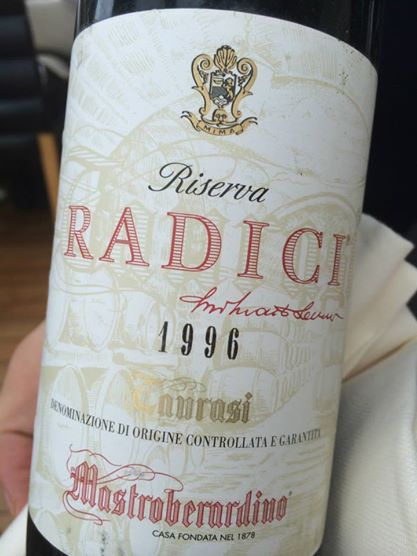 MIMA
Riserva
RADICI
1996
Taurasi
DENOMINAZIONE DI ORIGINE CONTROLLATA E GARANTITA
Mastroberardino
CASA FONDATA NEL 1878